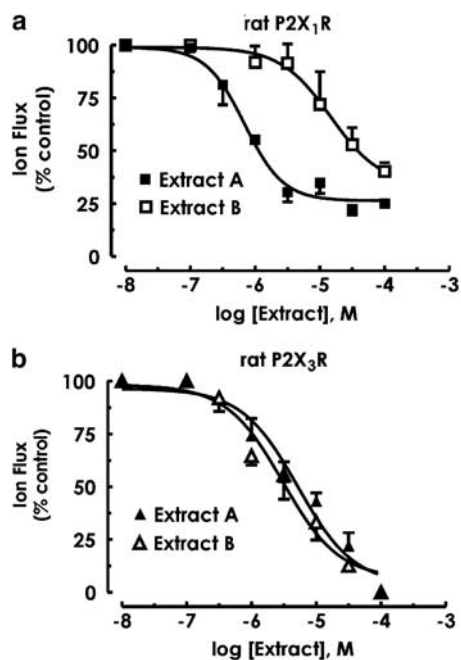 a
rat P2X₁R
Ion Flux
(% control)
100
75
50
25
0
Extract A
Extract B
-8 -7 -6 -5 -4 -3
log [Extract], M
b
rat P2X₃R
Ion Flux
(% control)
100
75
50
25
0
Extract A
Extract B
-8 -7 -6 -5 -4 -3
log [Extract], M